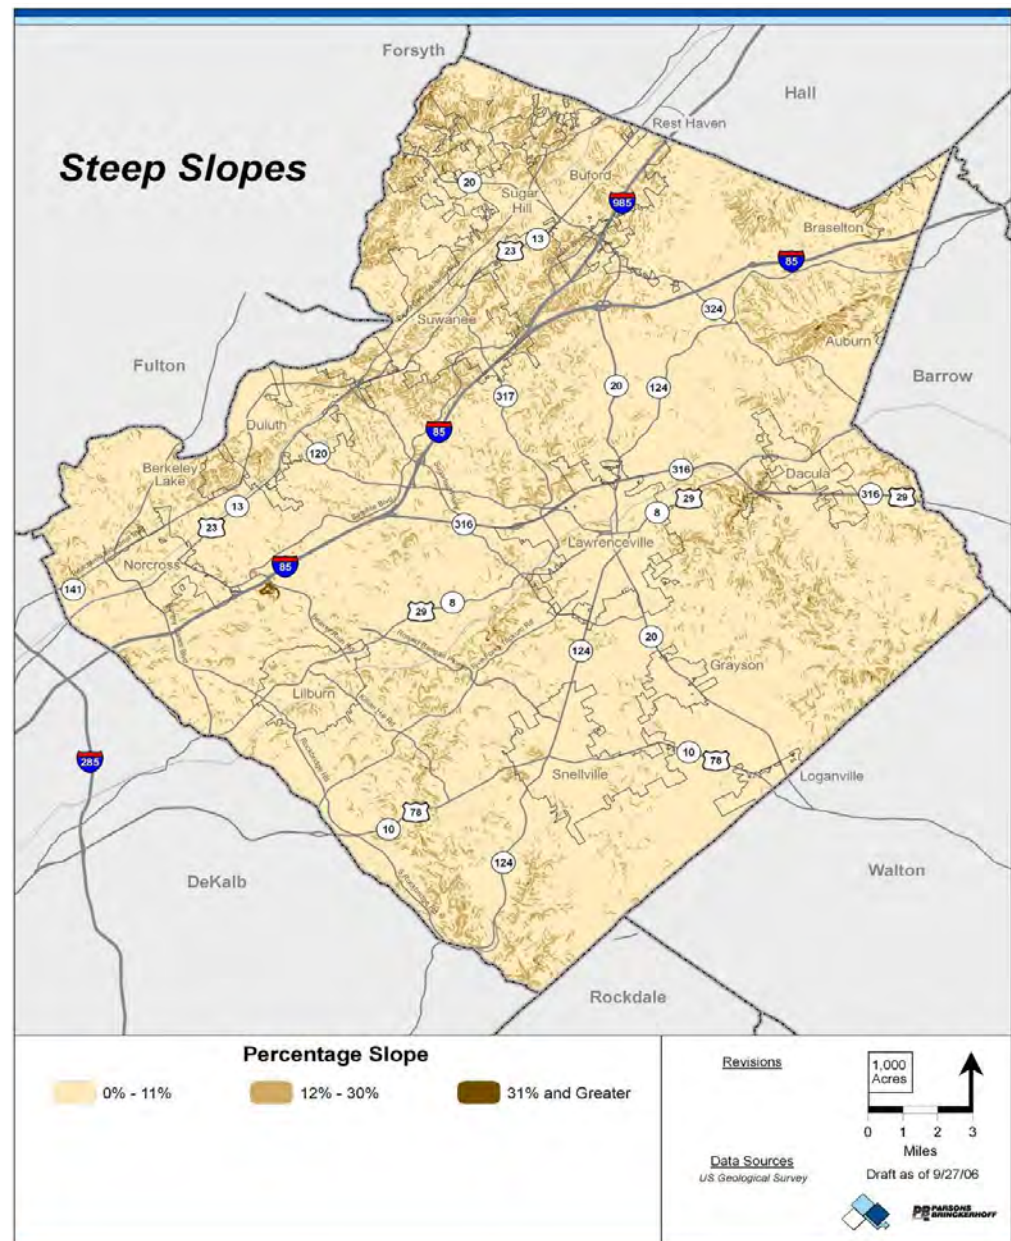 Forsyth
Hall
Rest Haven
Steep Slopes
Buford
20
Sugar
Hill
985
13
23
Braselton
85
Suwanee
324
Auburn
Fulton
Barrow
20
124
317
85
Duluth
120
Berkeley
Lake
316
Dacula
316
29
29
8
13
23
316
Lawrenceville
Norcross
85
141
29
8
20
124
Grayson
Lilburn
10
78
Snellville
Loganville
285
78
10
124
DeKalb
Walton
Rockdale
Percentage Slope
0% - 11%
12% - 30%
31% and Greater
Revisions
1,000
Acres
0 1 2 3
Miles
Data Sources
US Geological Survey
Draft as of 9/27/06
PB PARSONS
BRINCKERHOFF